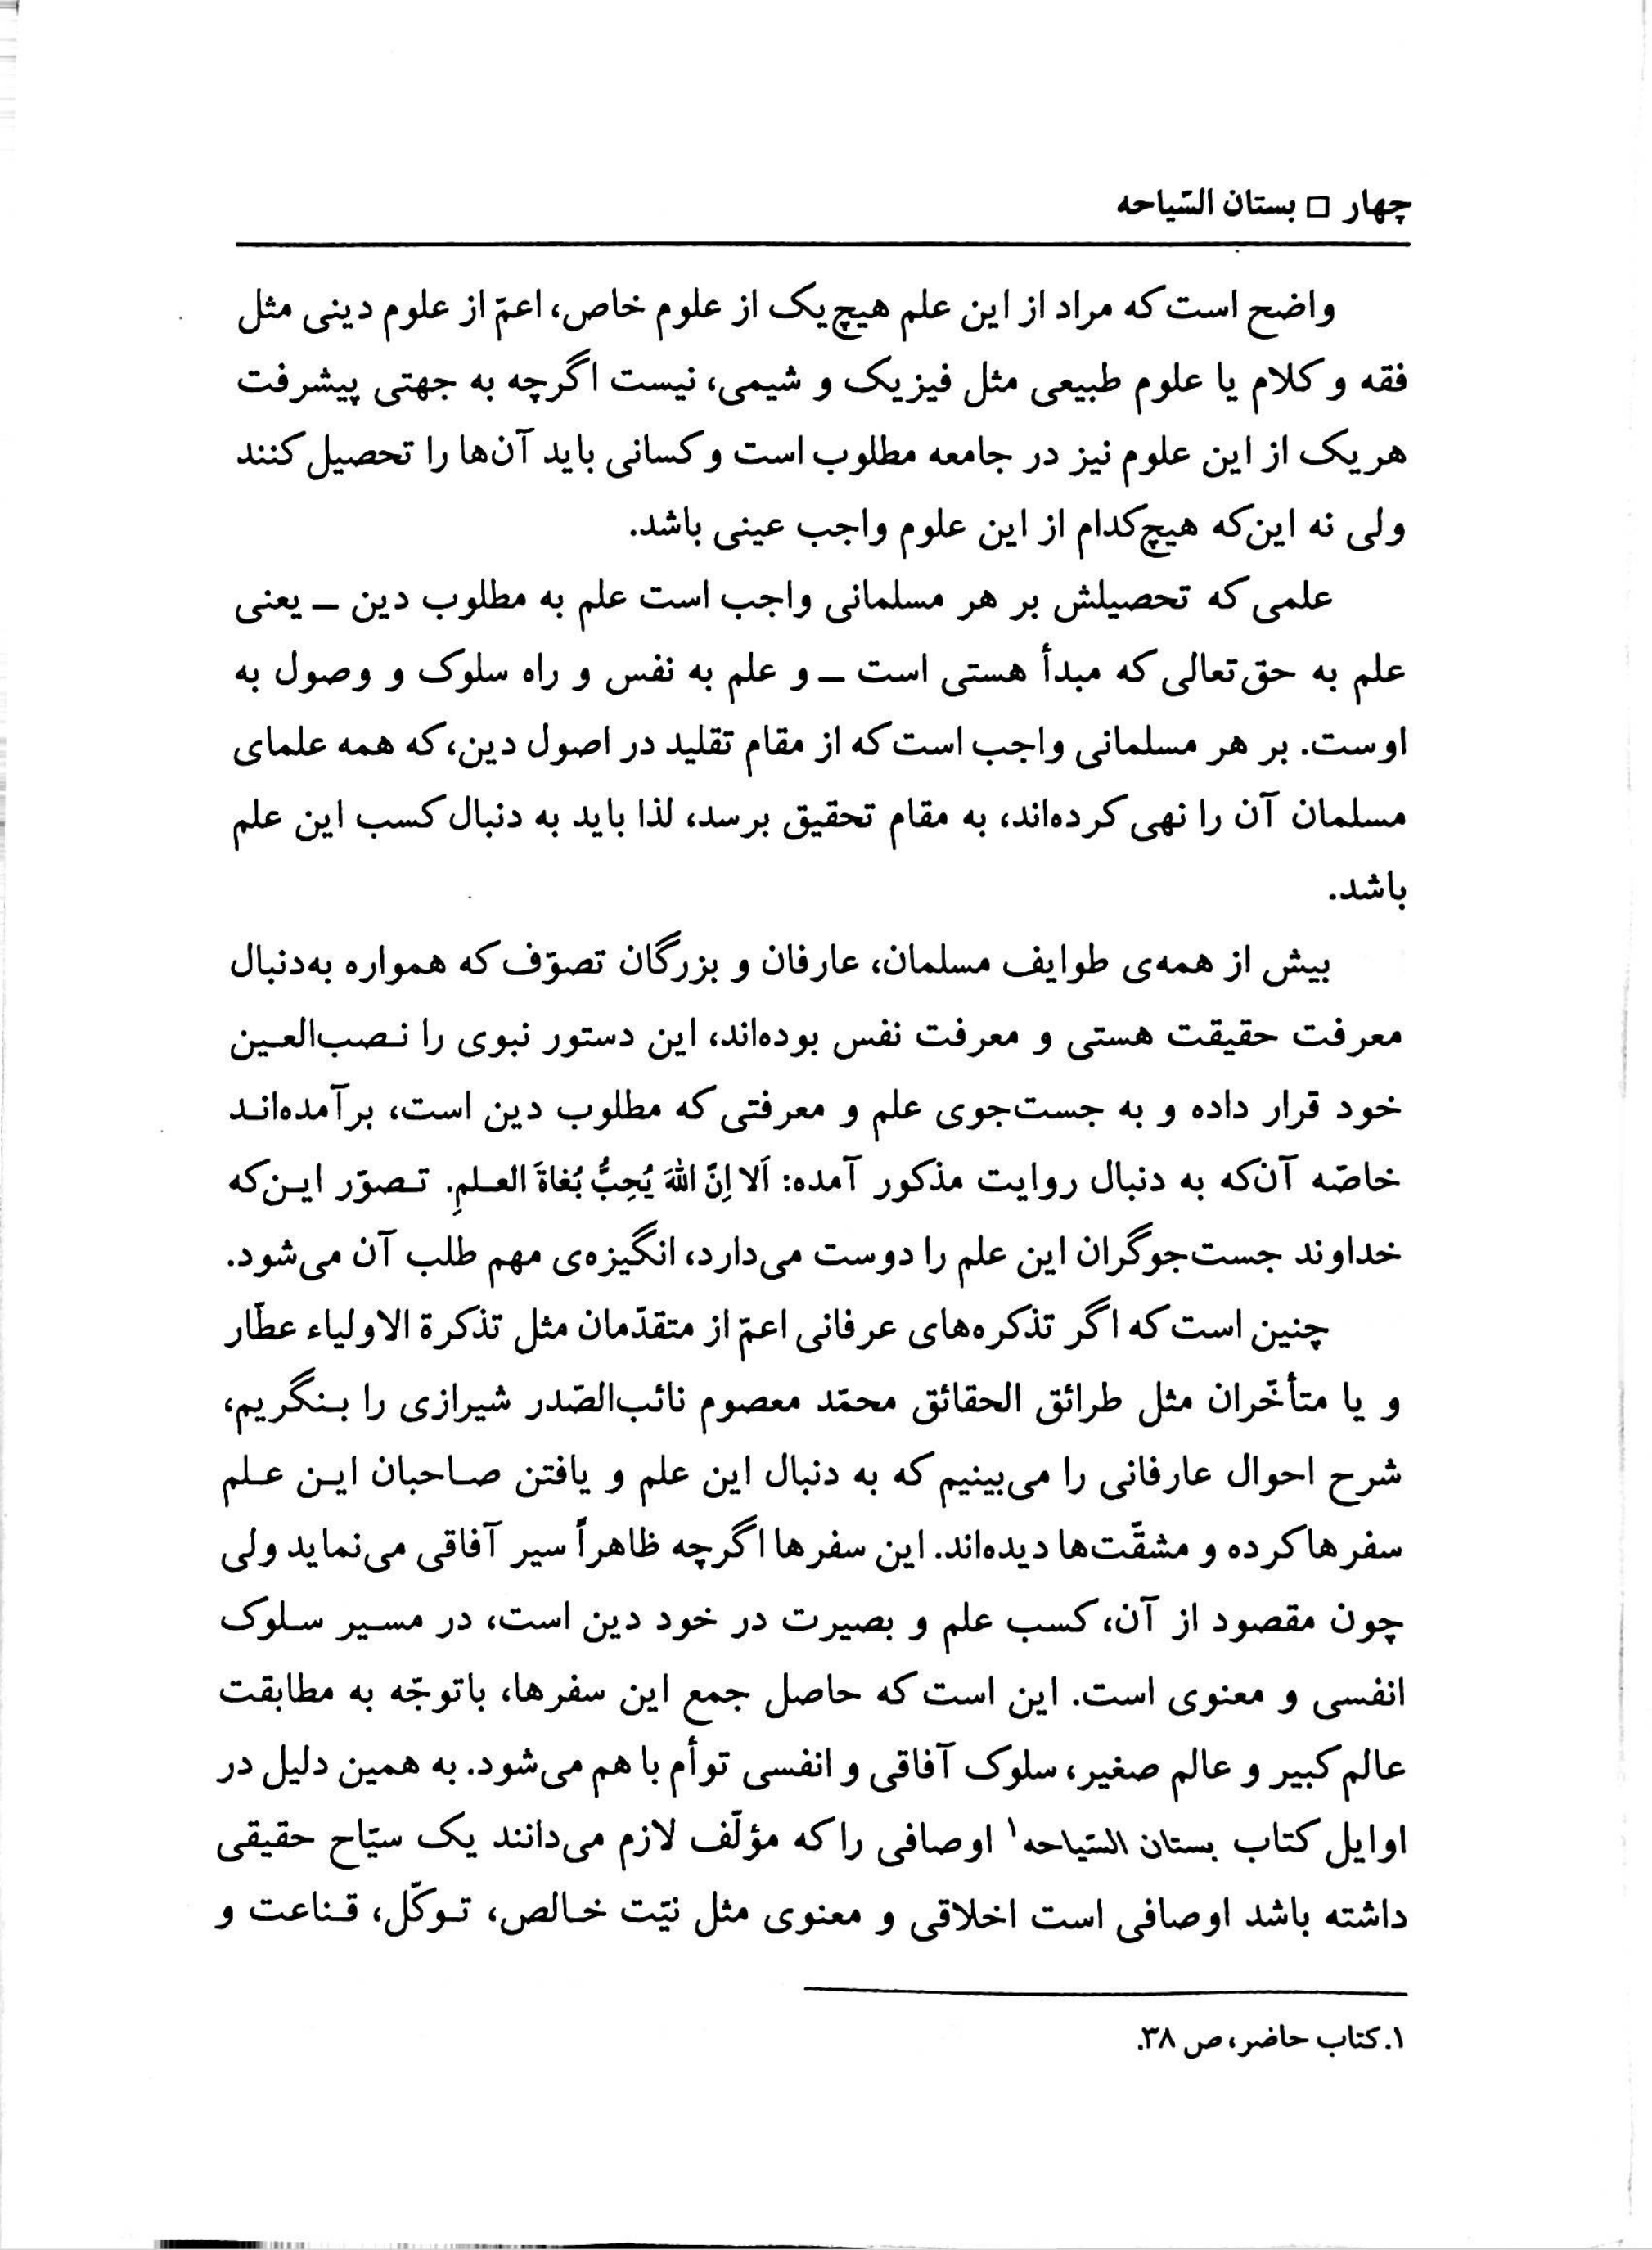 چهار □ بستان السّیاحه
واضح است که مراد از این علم هیچ‌یک از علوم خاص، اعمّ از علوم دینی مثل
فقه و کلام یا علوم طبیعی مثل فیزیک و شیمی، نیست اگرچه به جهتی پیشرفت
هر یک از این علوم نیز در جامعه مطلوب است و کسانی باید آن‌ها را تحصیل کنند
ولی نه این‌که هیچ‌کدام از این علوم واجب عینی باشد.
علمی که تحصیلش بر هر مسلمانی واجب است علم به مطلوب دین ــ یعنی
علم به حق‌تعالی که مبدأ هستی است ــ و علم به نفس و راه سلوک و وصول به
اوست. بر هر مسلمانی واجب است که از مقام تقلید در اصول دین، که همه علمای
مسلمان آن را نهی کرده‌اند، به مقام تحقیق برسد، لذا باید به دنبال کسب این علم
باشد.
بیش از همه‌ی طوایف مسلمان، عارفان و بزرگان تصوّف که همواره به‌دنبال
معرفت حقیقت هستی و معرفت نفس بوده‌اند، این دستور نبوی را نصب‌العین
خود قرار داده و به جست‌جوی علم و معرفتی که مطلوب دین است، برآمده‌اند
خاصّه آن‌که به دنبال روایت مذکور آمده: اَلا اِنَّ اللهَ یُحِبُّ بُغاةَ العلمِ. تصوّر این‌که
خداوند جست‌جوگران این علم را دوست می‌دارد، انگیزه‌ی مهم طلب آن می‌شود.
چنین است که اگر تذکره‌های عرفانی اعمّ از متقدّمان مثل تذکرة الاولیاء عطّار
و یا متأخّران مثل طرائق الحقائق محمّد معصوم نائب‌الصّدر شیرازی را بنگریم،
شرح احوال عارفانی را می‌بینیم که به دنبال این علم و یافتن صاحبان این علم
سفرها کرده و مشقّت‌ها دیده‌اند. این سفرها اگرچه ظاهراً سیر آفاقی می‌نماید ولی
چون مقصود از آن، کسب علم و بصیرت در خود دین است، در مسیر سلوک
انفسی و معنوی است. این است که حاصل جمع این سفرها، باتوجّه به مطابقت
عالم کبیر و عالم صغیر، سلوک آفاقی و انفسی توأم با هم می‌شود. به همین دلیل در
اوایل کتاب بستان السّیاحه۱ اوصافی را که مؤلّف لازم می‌دانند یک سیّاح حقیقی
داشته باشد اوصافی است اخلاقی و معنوی مثل نیّت خالص، توکّل، قناعت و
۱. کتاب حاضر، ص ۳۸.